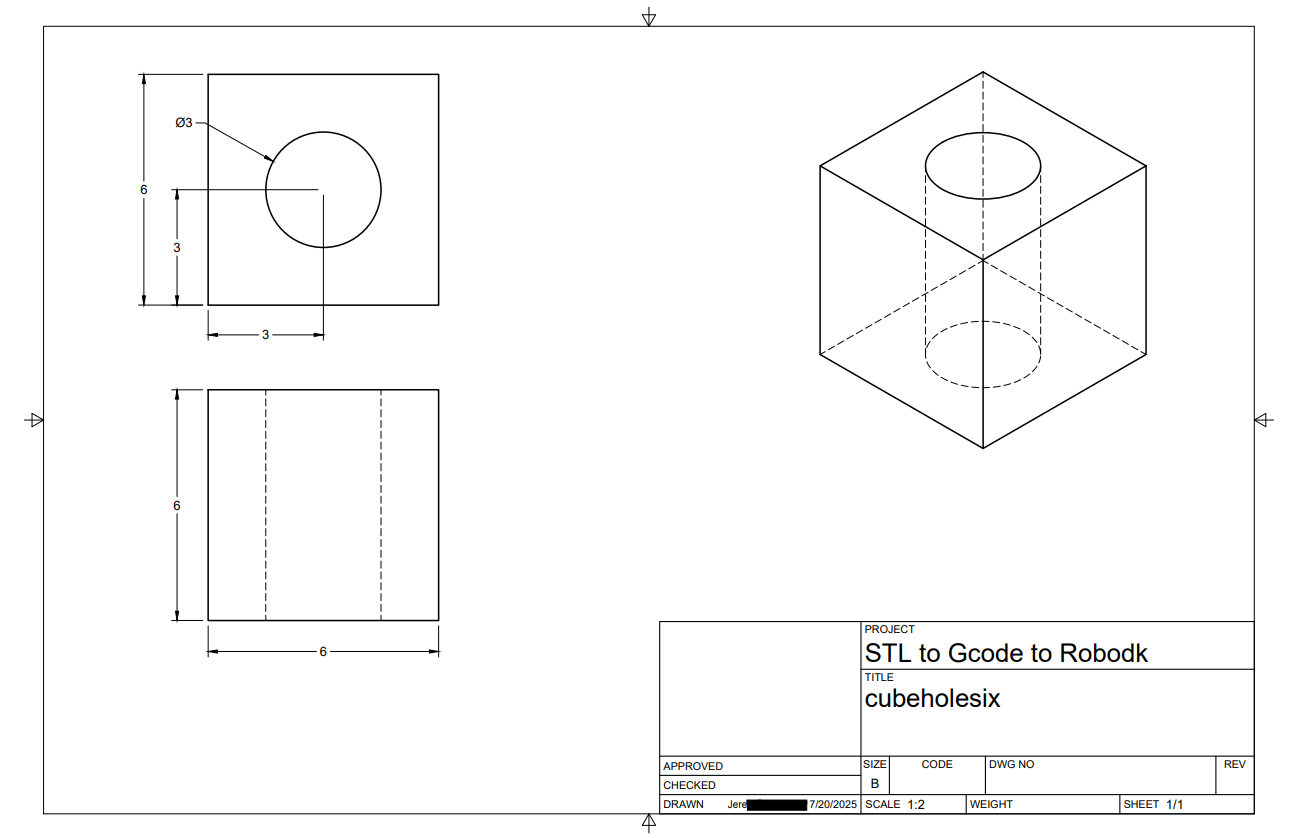 Ø3
6
3
3
6
6
PROJECT
STL to Gcode to Robodk
TITLE
cubeholesix
APPROVED
CHECKED
SIZE
B
CODE
DWG NO
REV
DRAWN Jere 7/20/2025
SCALE 1:2
WEIGHT
SHEET 1/1